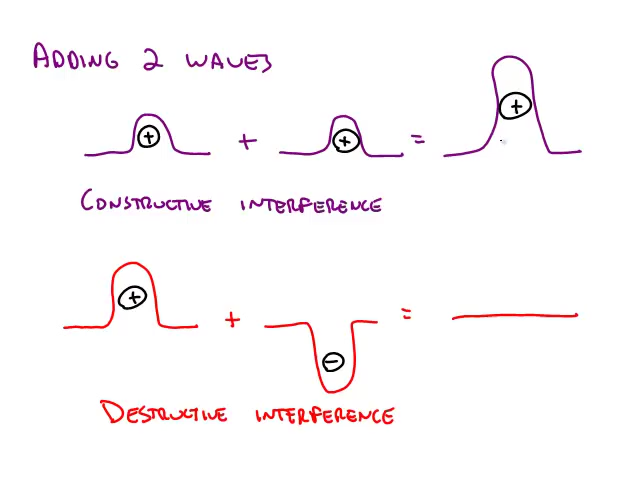 ADDING 2 WAVES
+ + + = +
CONSTRUCTIVE INTERFERENCE
+ + − =
DESTRUCTIVE INTERFERENCE